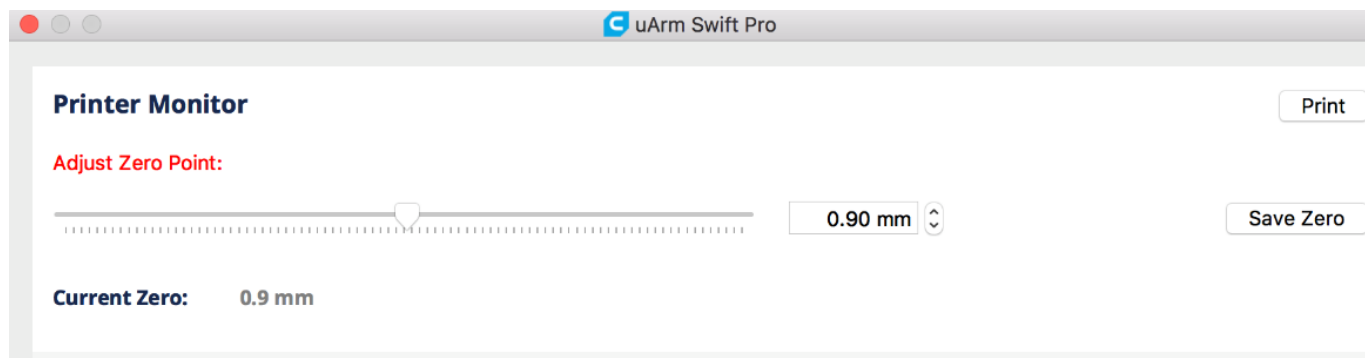 uArm Swift Pro
Printer Monitor
Print
Adjust Zero Point:
0.90 mm
Save Zero
Current Zero: 0.9 mm